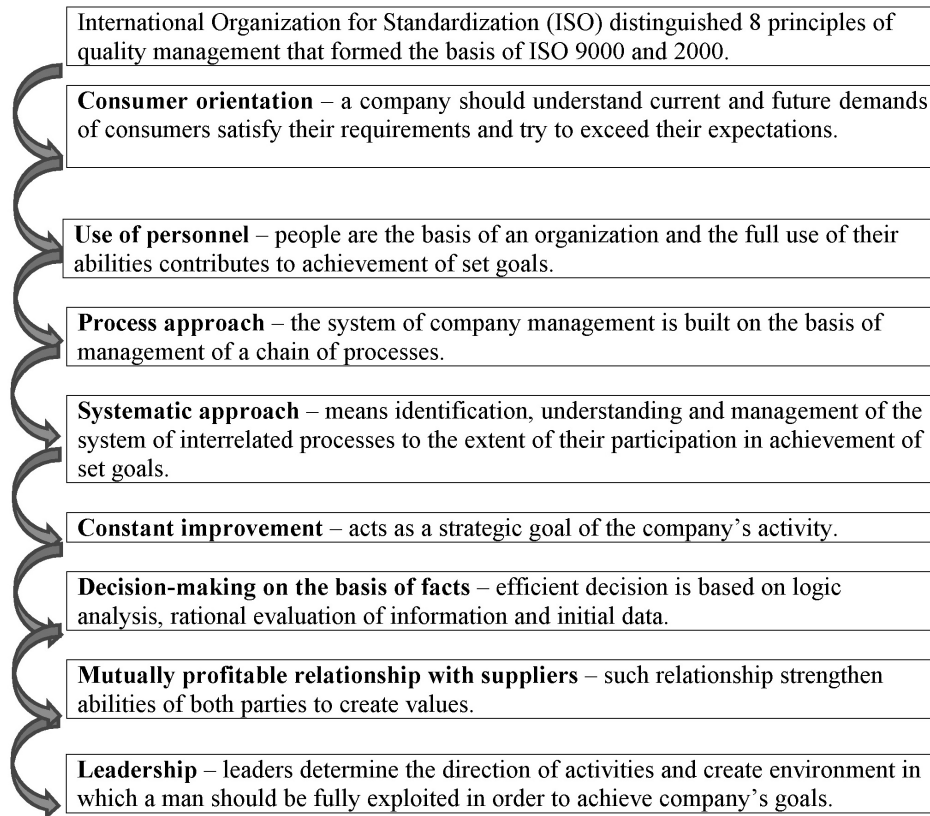 International Organization for Standardization (ISO) distinguished 8 principles of
quality management that formed the basis of ISO 9000 and 2000.
Consumer orientation – a company should understand current and future demands
of consumers satisfy their requirements and try to exceed their expectations.
Use of personnel – people are the basis of an organization and the full use of their
abilities contributes to achievement of set goals.
Process approach – the system of company management is built on the basis of
management of a chain of processes.
Systematic approach – means identification, understanding and management of the
system of interrelated processes to the extent of their participation in achievement of
set goals.
Constant improvement – acts as a strategic goal of the company’s activity.
Decision-making on the basis of facts – efficient decision is based on logic
analysis, rational evaluation of information and initial data.
Mutually profitable relationship with suppliers – such relationship strengthen
abilities of both parties to create values.
Leadership – leaders determine the direction of activities and create environment in
which a man should be fully exploited in order to achieve company’s goals.